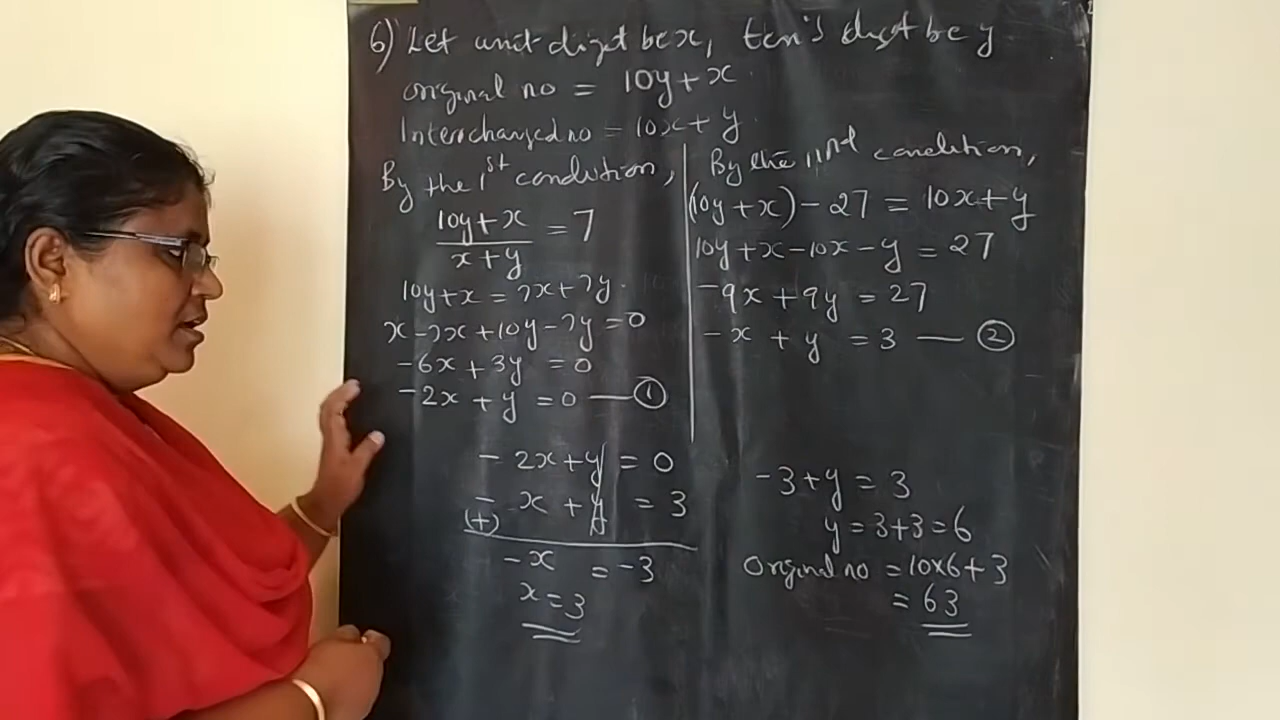 6) Let unit digit be x, ten's digit be y
original no = 10y + x
Interchanged no = 10x + y
By the 1st condition,
10y + x / x + y = 7
10y + x = 7x + 7y.
x - 7x + 10y - 7y = 0
-6x + 3y = 0
-2x + y = 0 — ①
By the IInd condition,
(10y + x) - 27 = 10x + y
10y + x - 10x - y = 27
-9x + 9y = 27
-x + y = 3 — ②
- 2x + y = 0
- x + y = 3
(+)
-x = -3
x = 3
-3 + y = 3
y = 3+3 = 6
Original no = 10x6 + 3
= 63